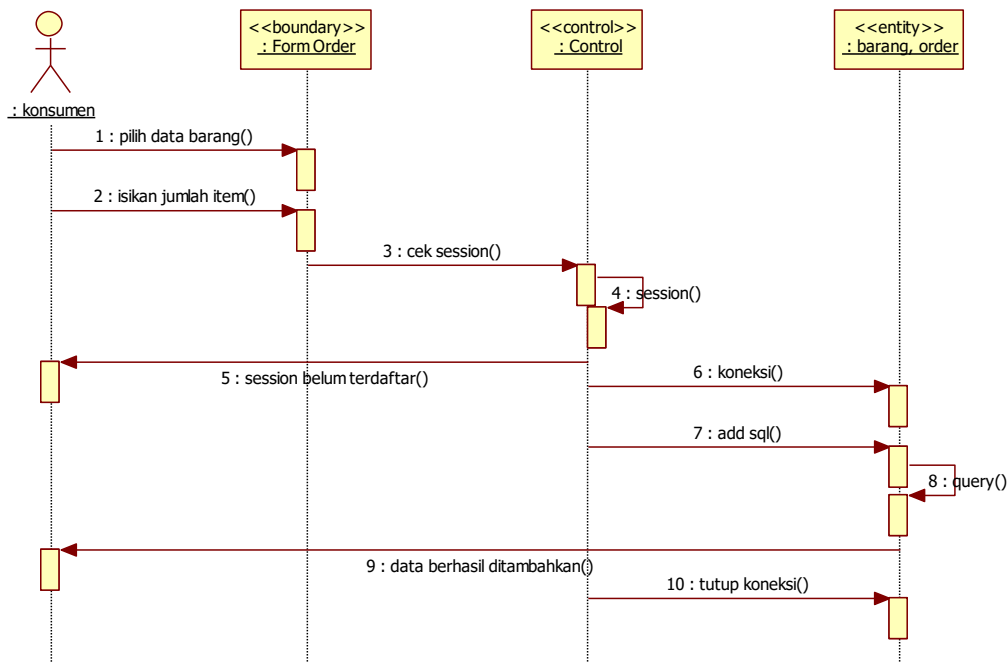 <<boundary>>
: Form Order
<<control>>
: Control
<<entity>>
: barang, order
: konsumen
1 : pilih data barang()
2 : isikan jumlah item()
3 : cek session()
4 : session()
5 : session belum terdaftar()
6 : koneksi()
7 : add sql()
8 : query()
9 : data berhasil ditambahkan()
10 : tutup koneksi()